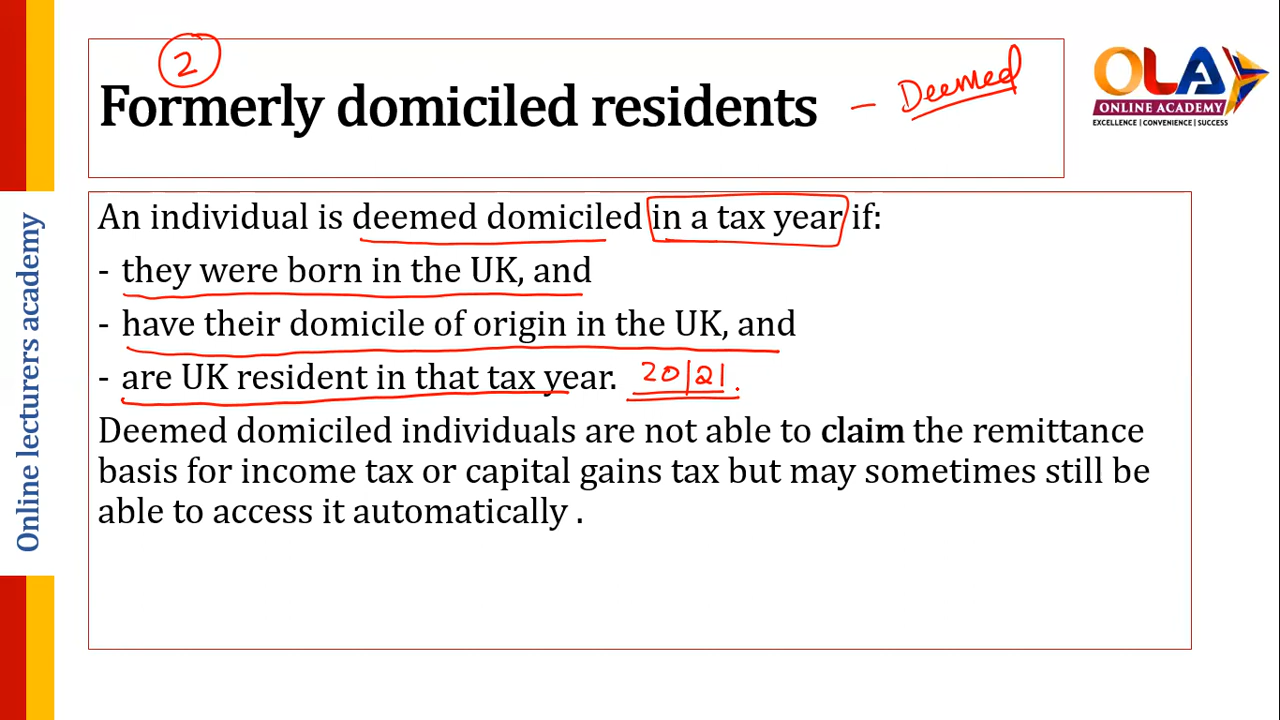 2
Formerly domiciled residents – Deemed
OLA
ONLINE ACADEMY
EXCELLENCE | CONVENIENCE | SUCCESS
Online lecturers academy
An individual is deemed domiciled in a tax year if:
- they were born in the UK, and
- have their domicile of origin in the UK, and
- are UK resident in that tax year. 20/21.
Deemed domiciled individuals are not able to claim the remittance
basis for income tax or capital gains tax but may sometimes still be
able to access it automatically .